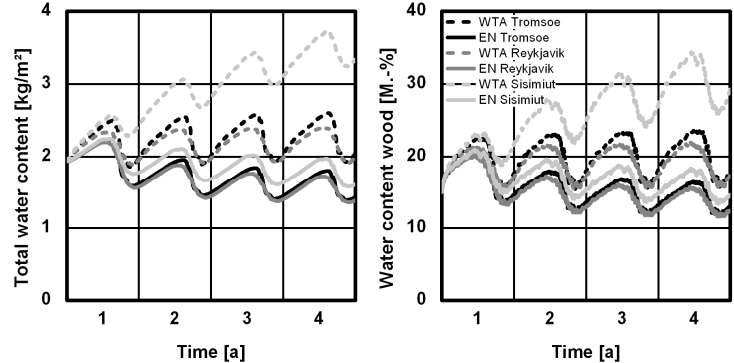 Total water content [kg/m²]
4
3
2
1
0
1 2 3 4
Time [a]
Water content wood [M.-%]
40
30
20
10
0
WTA Tromsoe
EN Tromsoe
WTA Reykjavik
EN Reykjavik
WTA Sisimiut
EN Sisimiut
1 2 3 4
Time [a]